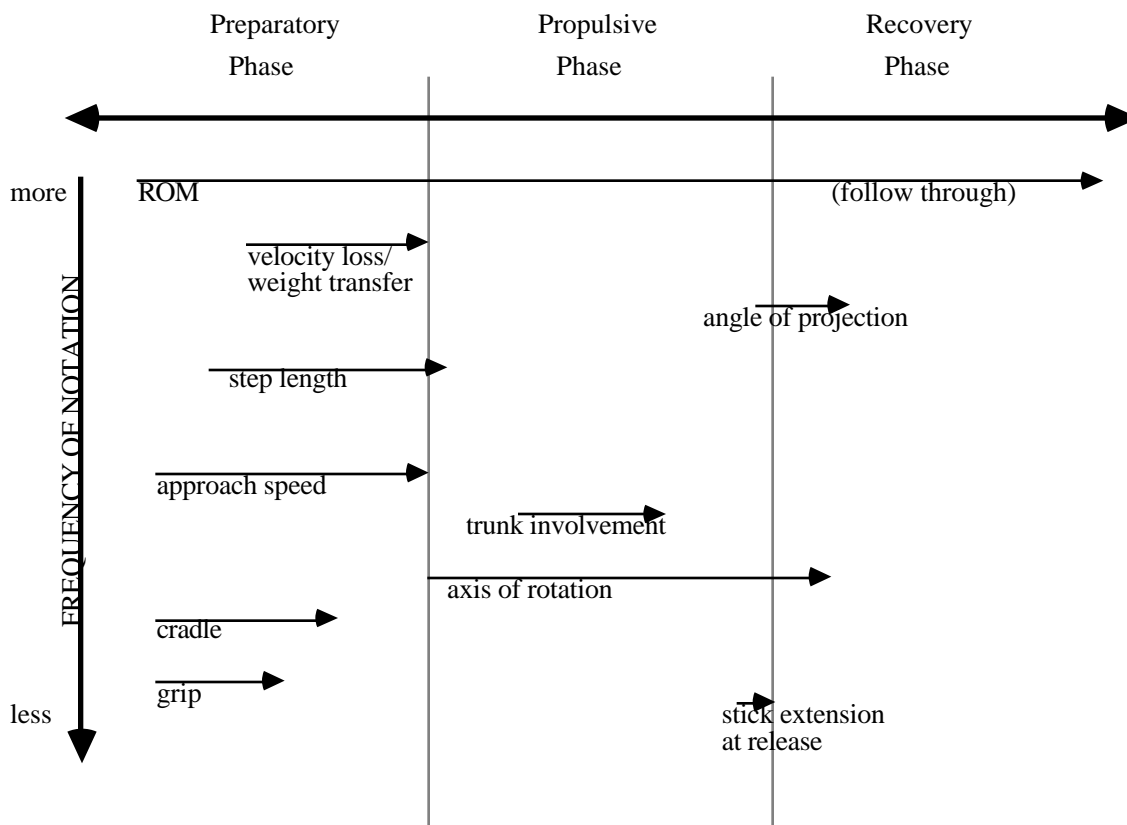 Preparatory
Phase
Propulsive
Phase
Recovery
Phase
more
ROM
(follow through)
velocity loss/
weight transfer
angle of projection
step length
FREQUENCY OF NOTATION
approach speed
trunk involvement
axis of rotation
cradle
grip
less
stick extension
at release